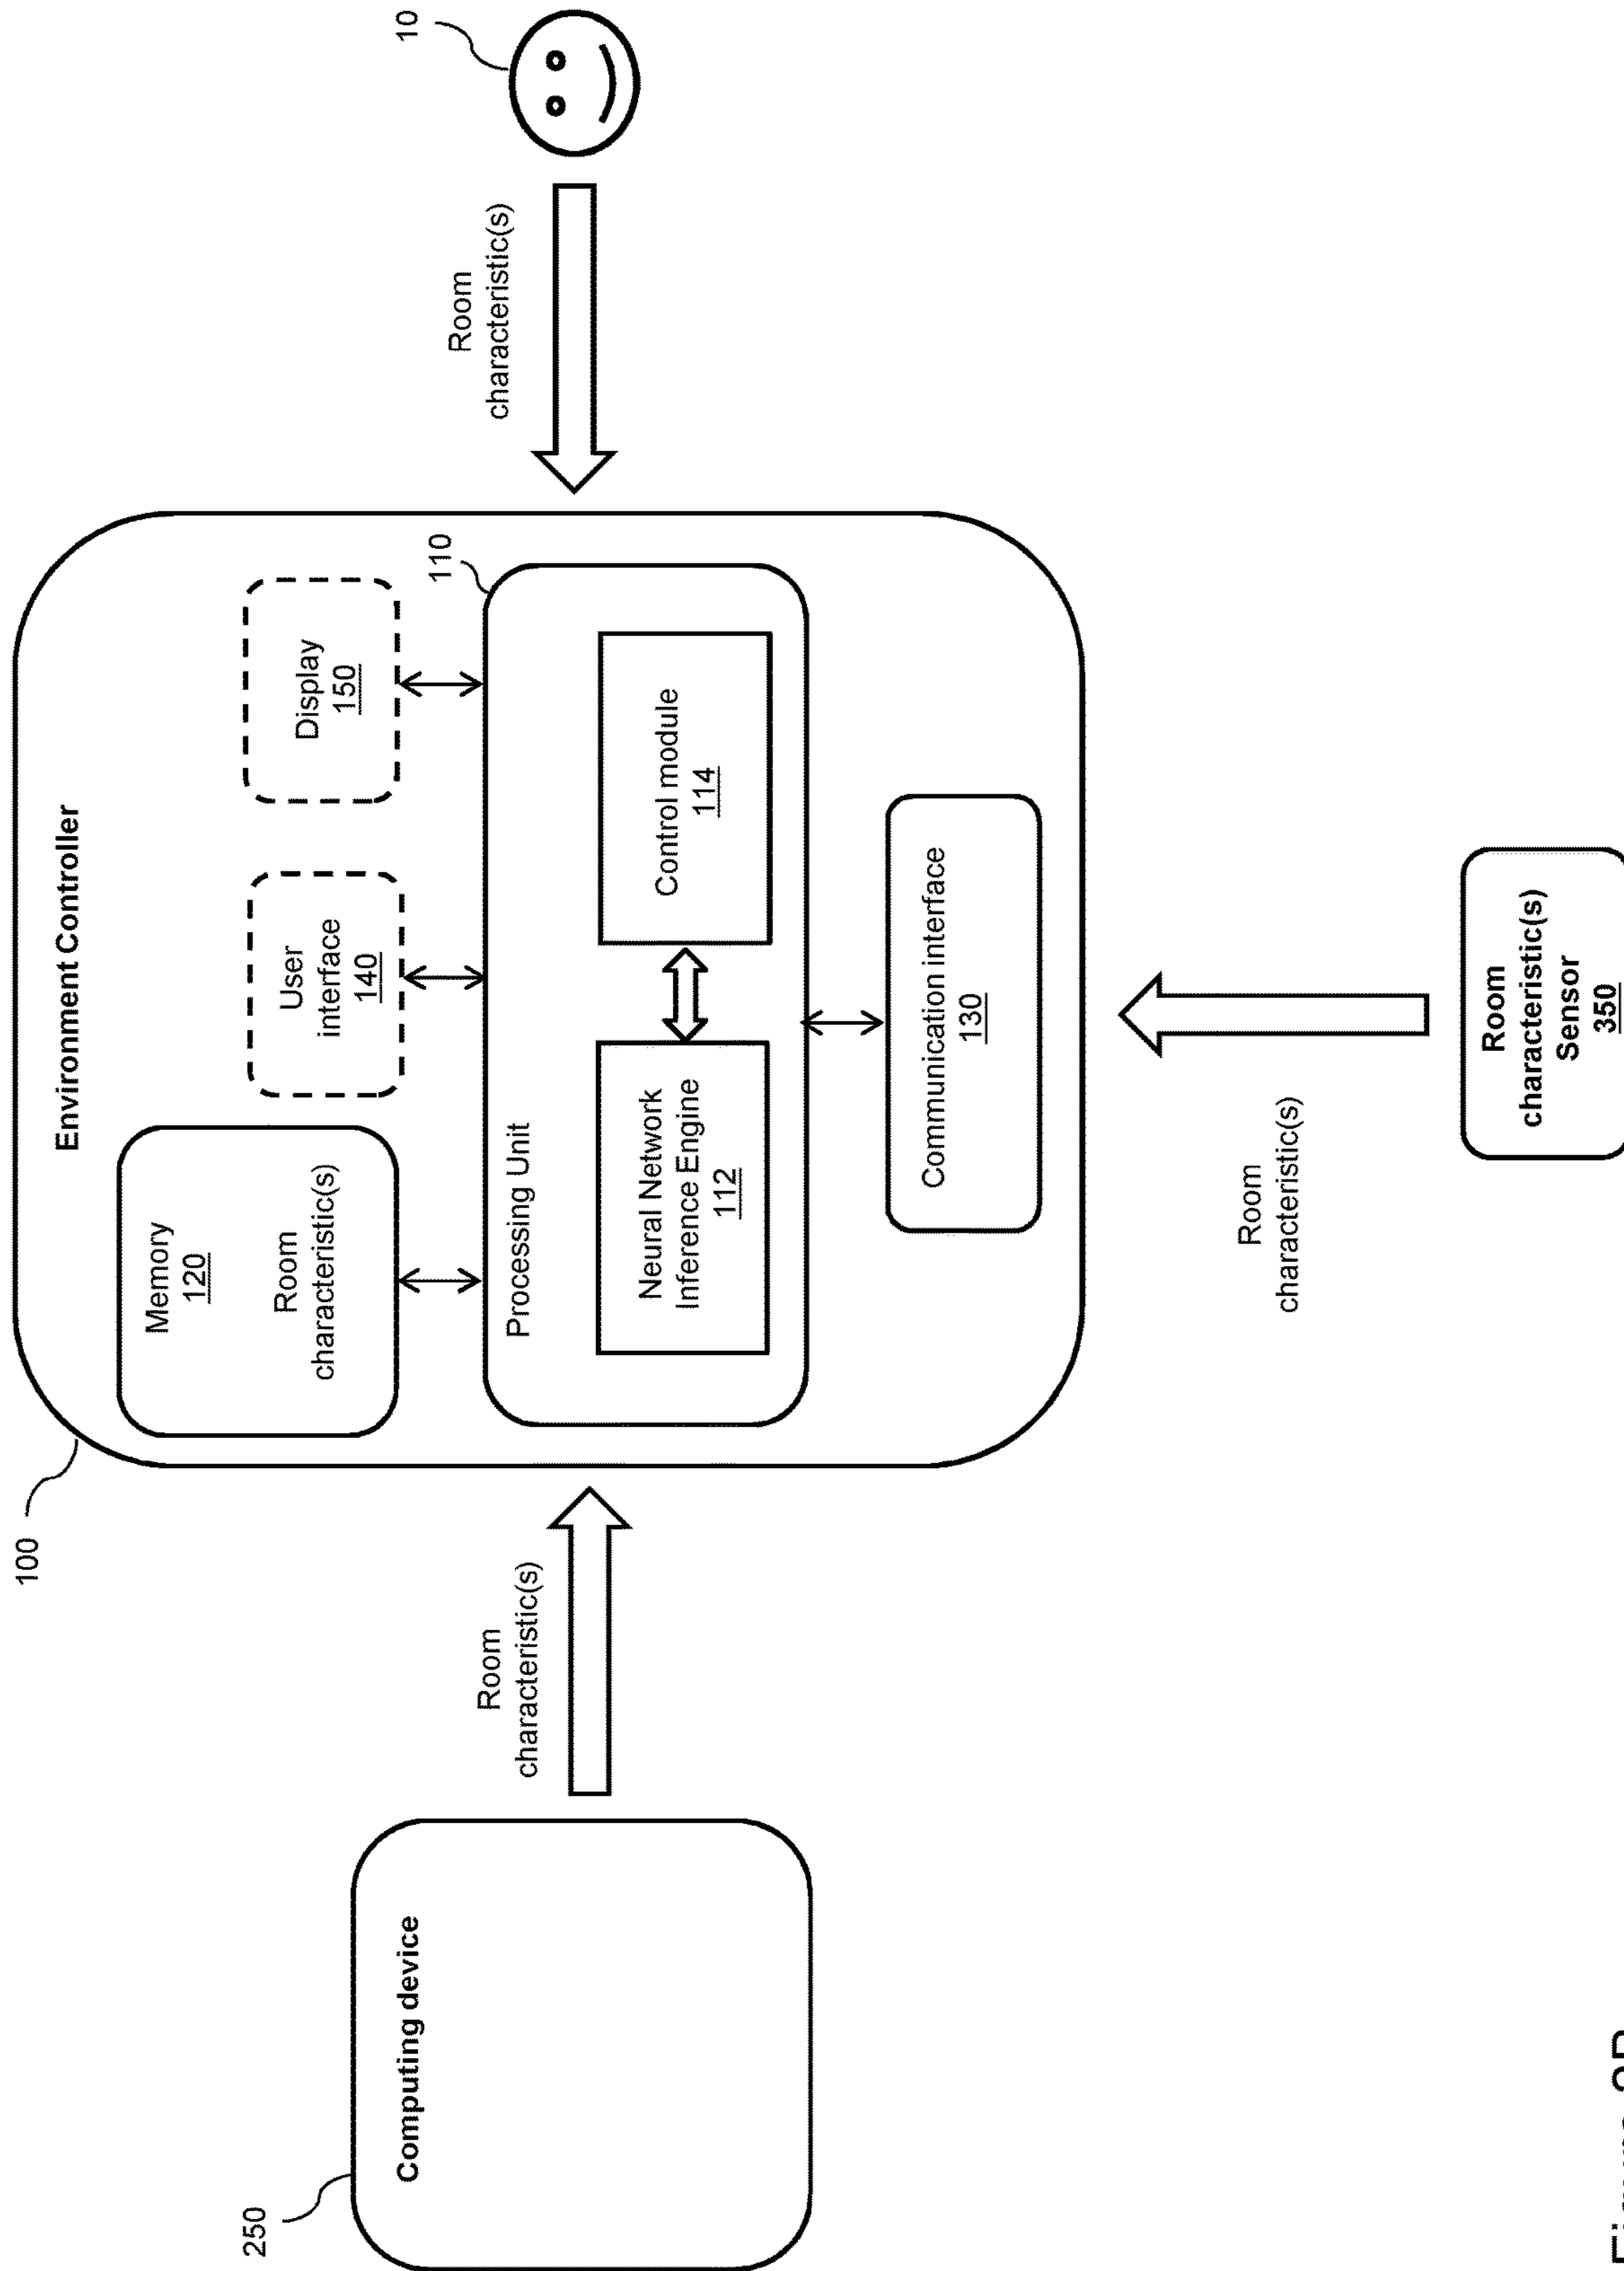 100
Environment Controller
Memory
120
Room
characteristic(s)
User
interface
140
Display
150
110
Processing Unit
Neural Network
Inference Engine
112
Control module
114
Communication interface
130
250
Computing device
Room
characteristic(s)
10
Room
characteristic(s)
Room
characteristic(s)
Room
characteristic(s)
Sensor
350
Figure